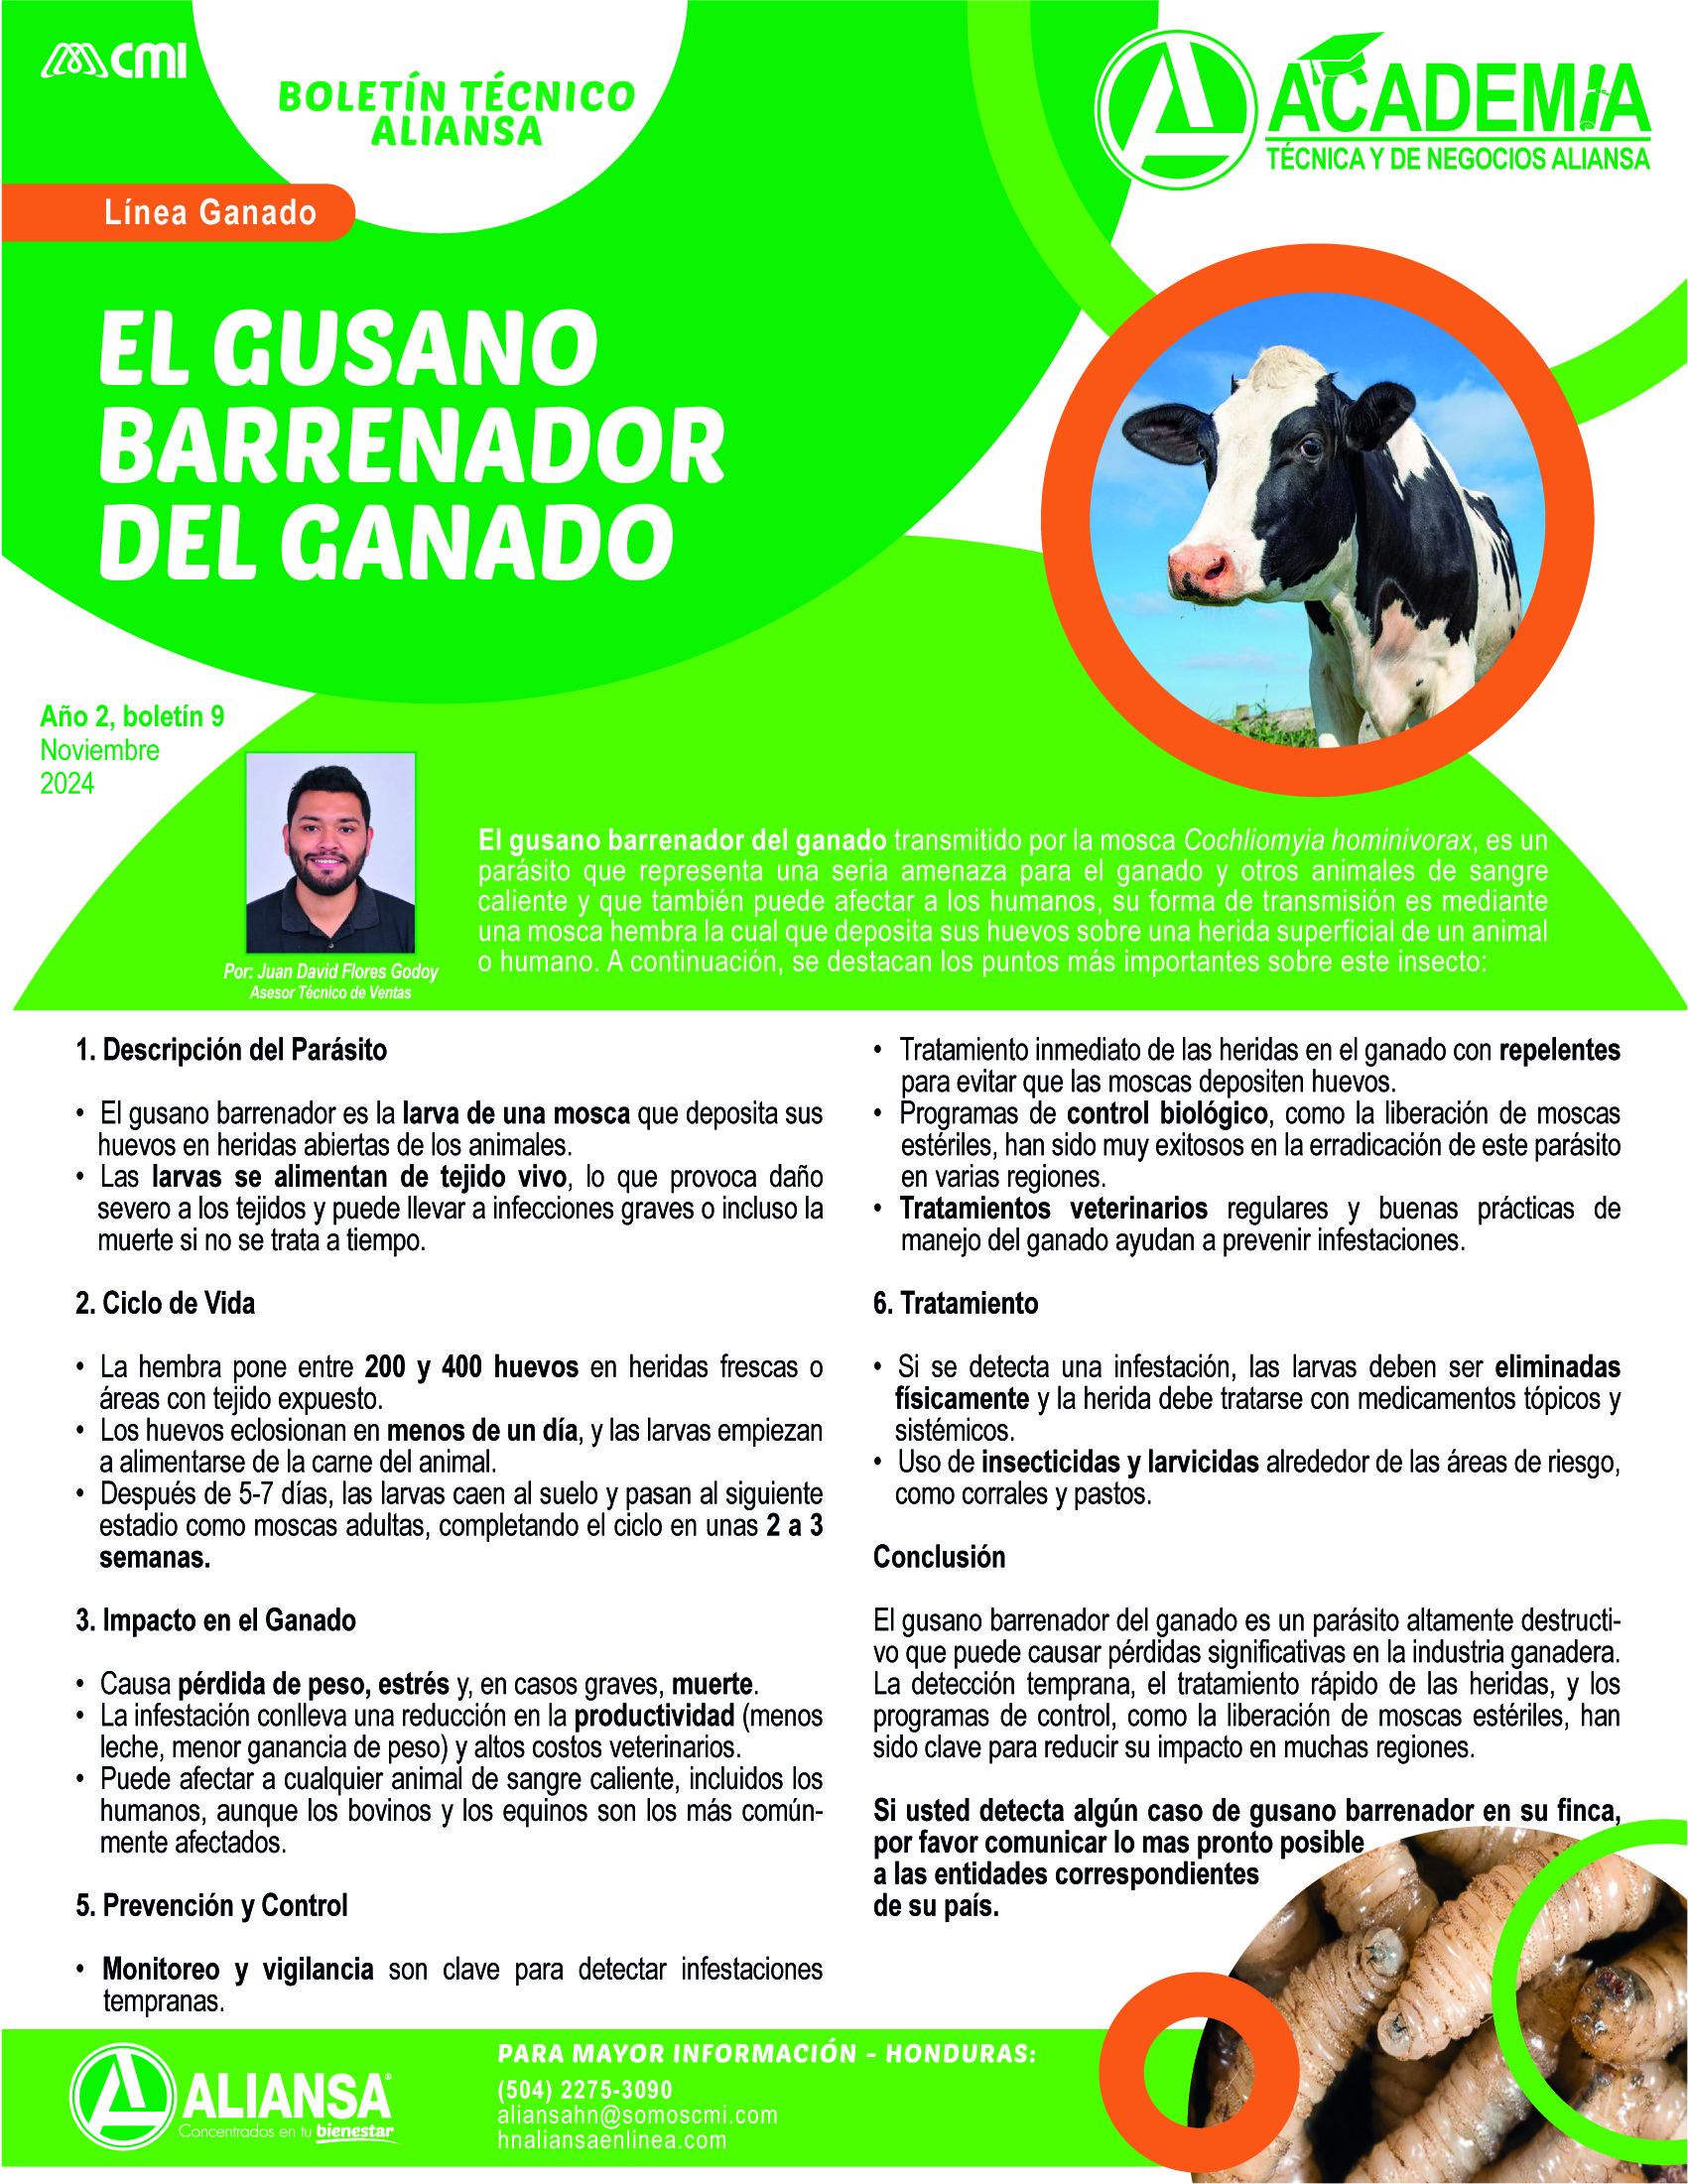 CMI
BOLETÍN TÉCNICO
ALIANSA
ACADEMIA
TÉCNICA Y DE NEGOCIOS ALIANSA
Línea Ganado
EL GUSANO
BARRENADOR
DEL GANADO
Año 2, boletín 9
Noviembre
2024
Por: Juan David Flores Godoy
Asesor Técnico de Ventas
El gusano barrenador del ganado transmitido por la mosca Cochliomyia hominivorax, es un
parásito que representa una seria amenaza para el ganado y otros animales de sangre
caliente y que también puede afectar a los humanos, su forma de transmisión es mediante
una mosca hembra la cual que deposita sus huevos sobre una herida superficial de un animal
o humano. A continuación, se destacan los puntos más importantes sobre este insecto:
1. Descripción del Parásito
• El gusano barrenador es la larva de una mosca que deposita sus
huevos en heridas abiertas de los animales.
• Las larvas se alimentan de tejido vivo, lo que provoca daño
severo a los tejidos y puede llevar a infecciones graves o incluso la
muerte si no se trata a tiempo.
2. Ciclo de Vida
• La hembra pone entre 200 y 400 huevos en heridas frescas o
áreas con tejido expuesto.
• Los huevos eclosionan en menos de un día, y las larvas empiezan
a alimentarse de la carne del animal.
• Después de 5-7 días, las larvas caen al suelo y pasan al siguiente
estadio como moscas adultas, completando el ciclo en unas 2 a 3
semanas.
3. Impacto en el Ganado
• Causa pérdida de peso, estrés y, en casos graves, muerte.
• La infestación conlleva una reducción en la productividad (menos
leche, menor ganancia de peso) y altos costos veterinarios.
• Puede afectar a cualquier animal de sangre caliente, incluidos los
humanos, aunque los bovinos y los equinos son los más común-
mente afectados.
5. Prevención y Control
• Monitoreo y vigilancia son clave para detectar infestaciones
tempranas.
• Tratamiento inmediato de las heridas en el ganado con repelentes
para evitar que las moscas depositen huevos.
• Programas de control biológico, como la liberación de moscas
estériles, han sido muy exitosos en la erradicación de este parásito
en varias regiones.
• Tratamientos veterinarios regulares y buenas prácticas de
manejo del ganado ayudan a prevenir infestaciones.
6. Tratamiento
• Si se detecta una infestación, las larvas deben ser eliminadas
físicamente y la herida debe tratarse con medicamentos tópicos y
sistémicos.
• Uso de insecticidas y larvicidas alrededor de las áreas de riesgo,
como corrales y pastos.
Conclusión
El gusano barrenador del ganado es un parásito altamente destructi-
vo que puede causar pérdidas significativas en la industria ganadera.
La detección temprana, el tratamiento rápido de las heridas, y los
programas de control, como la liberación de moscas estériles, han
sido clave para reducir su impacto en muchas regiones.
Si usted detecta algún caso de gusano barrenador en su finca,
por favor comunicar lo mas pronto posible
a las entidades correspondientes
de su país.
ALIANSA®
Concentrados en tu bienestar
PARA MAYOR INFORMACIÓN - HONDURAS:
(504) 2275-3090
aliansahn@somoscmi.com
hnaliansaenlinea.com